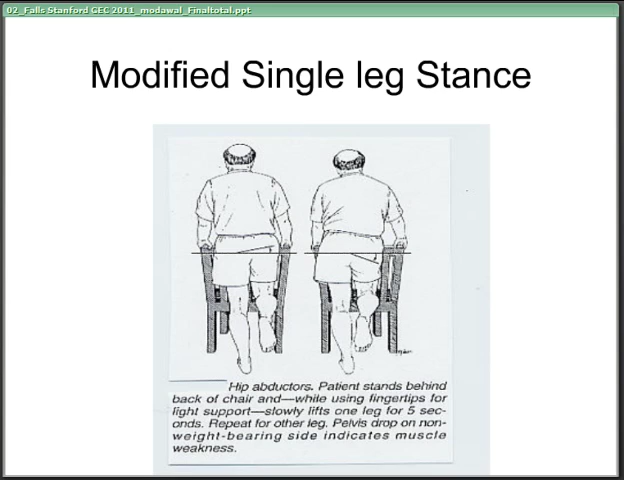 02_Falls Stanford GEC 2011_modawal_Finaltotal.ppt
Modified Single leg Stance
Hip abductors. Patient stands behind
back of chair and—while using fingertips for
light support—slowly lifts one leg for 5 sec-
onds. Repeat for other leg. Pelvis drop on non-
weight-bearing side indicates muscle
weakness.